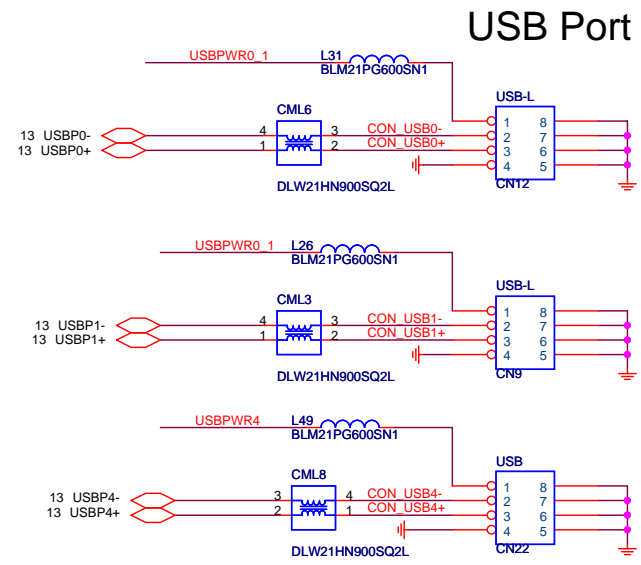 USB Port
USBPWR0_1 L31
BLM21PG600SN1
USB-L
CML6
13 USBP0- 4 3 CON_USB0- 1 8
13 USBP0+ 1 2 CON_USB0+ 2 7
3 6
4 5
DLW21HN900SQ2L CN12
USBPWR0_1 L26
BLM21PG600SN1
USB-L
CML3
13 USBP1- 4 3 CON_USB1- 1 8
13 USBP1+ 1 2 CON_USB1+ 2 7
3 6
4 5
DLW21HN900SQ2L CN9
USBPWR4 L49
BLM21PG600SN1
USB
CML8
13 USBP4- 3 4 CON_USB4- 1 8
13 USBP4+ 2 1 CON_USB4+ 2 7
3 6
4 5
DLW21HN900SQ2L CN22